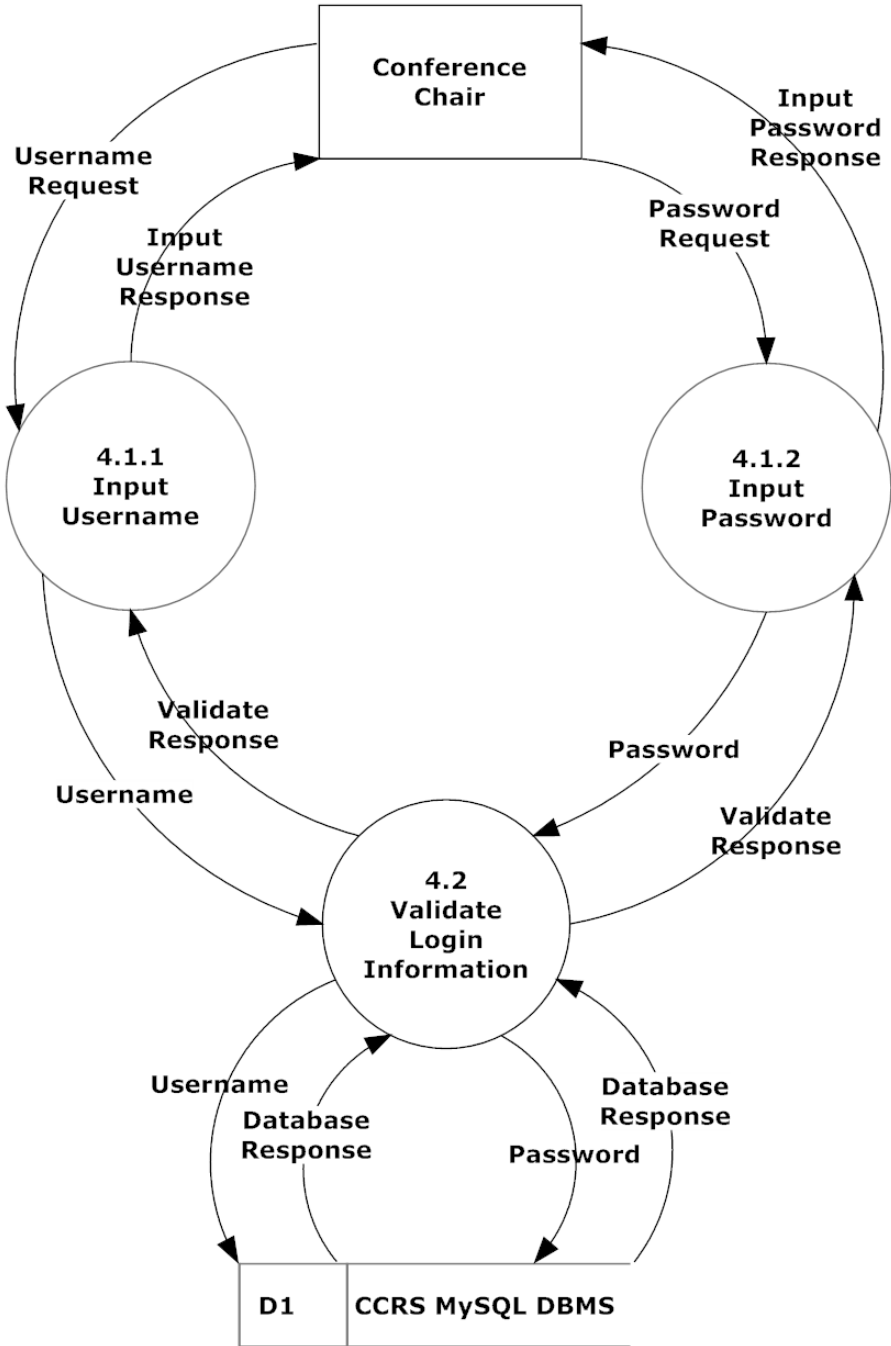 Conference
Chair
Input
Password
Response
Username
Request
Password
Request
Input
Username
Response
4.1.1
Input
Username
4.1.2
Input
Password
Validate
Response
Password
Username
Validate
Response
4.2
Validate
Login
Information
Username
Database
Response
Database
Response
Password
D1
CCRS MySQL DBMS